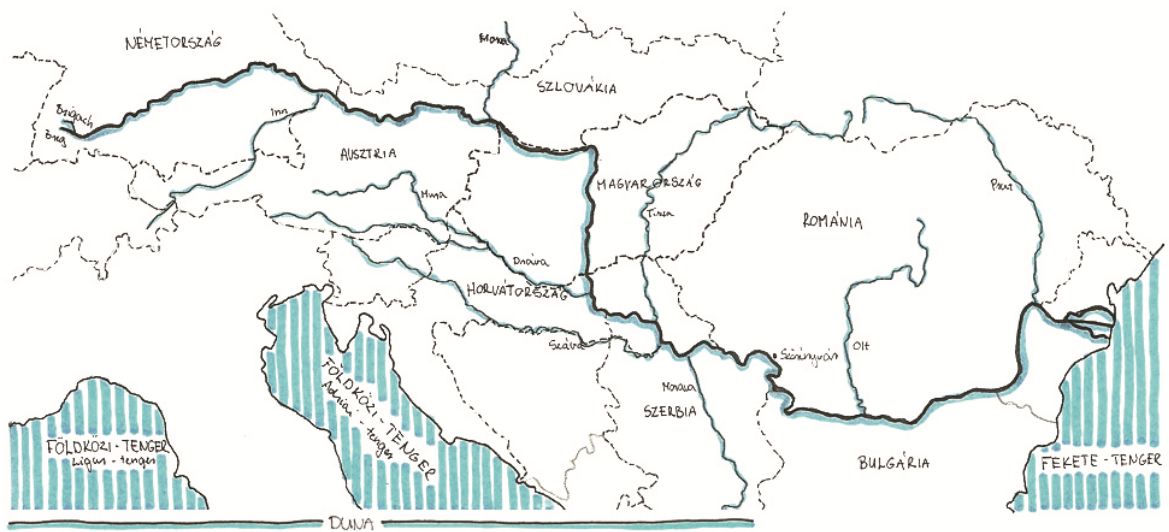 NÉMETORSZÁG
Morva
SZLOVÁKIA
Brigach
Breg
Inn
AUSZTRIA
MAGYARORSZÁG
Mura
Tisza
Prut
ROMÁNIA
Dráva
HORVÁTORSZÁG
Száva
Szörényvár
Olt
Morava
SZERBIA
BULGÁRIA
FÖLDKÖZI-TENGER
Ligur-tenger
FÖLDKÖZI-TENGER
Adriai-tenger
FEKETE-TENGER
DUNA